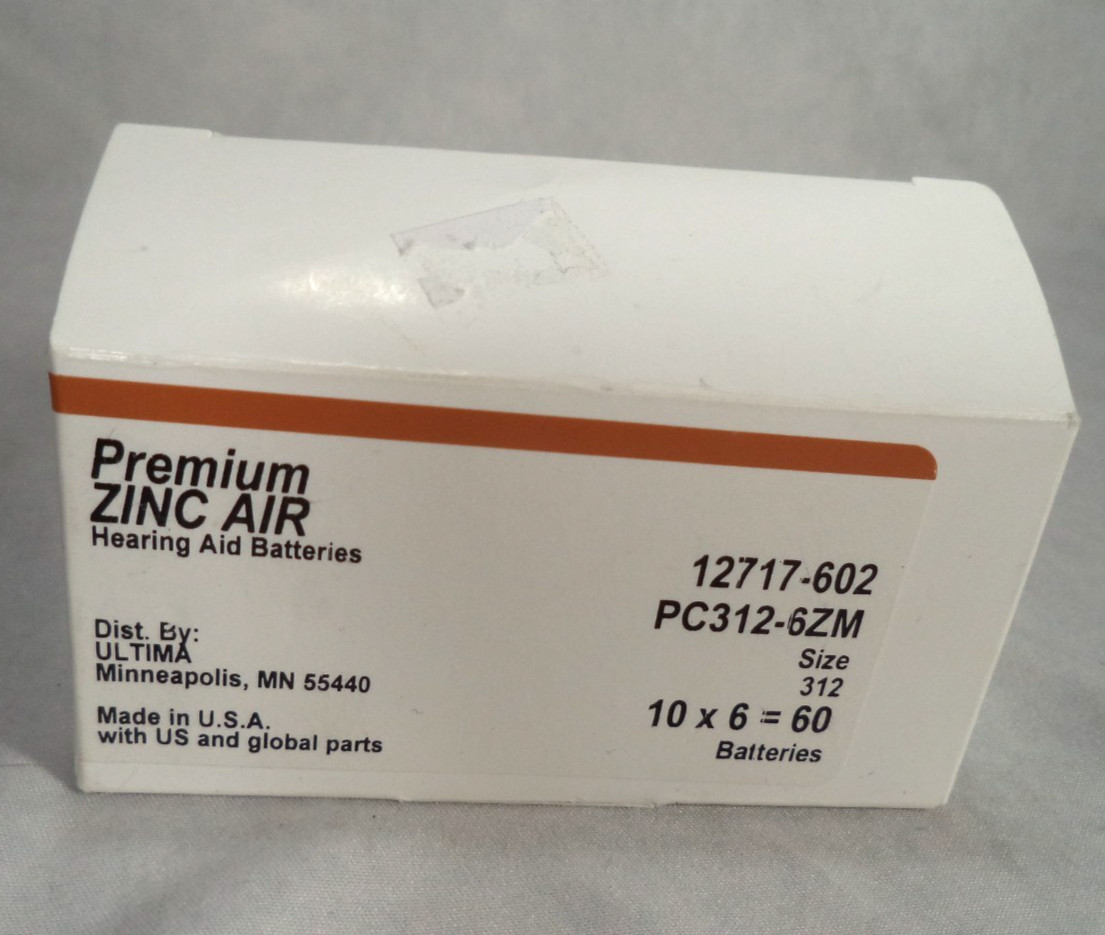 Premium
ZINC AIR
Hearing Aid Batteries
Dist. By:
ULTIMA
Minneapolis, MN 55440
Made in U.S.A.
with US and global parts
12717-602
PC312-6ZM
Size
312
10 x 6 = 60
Batteries